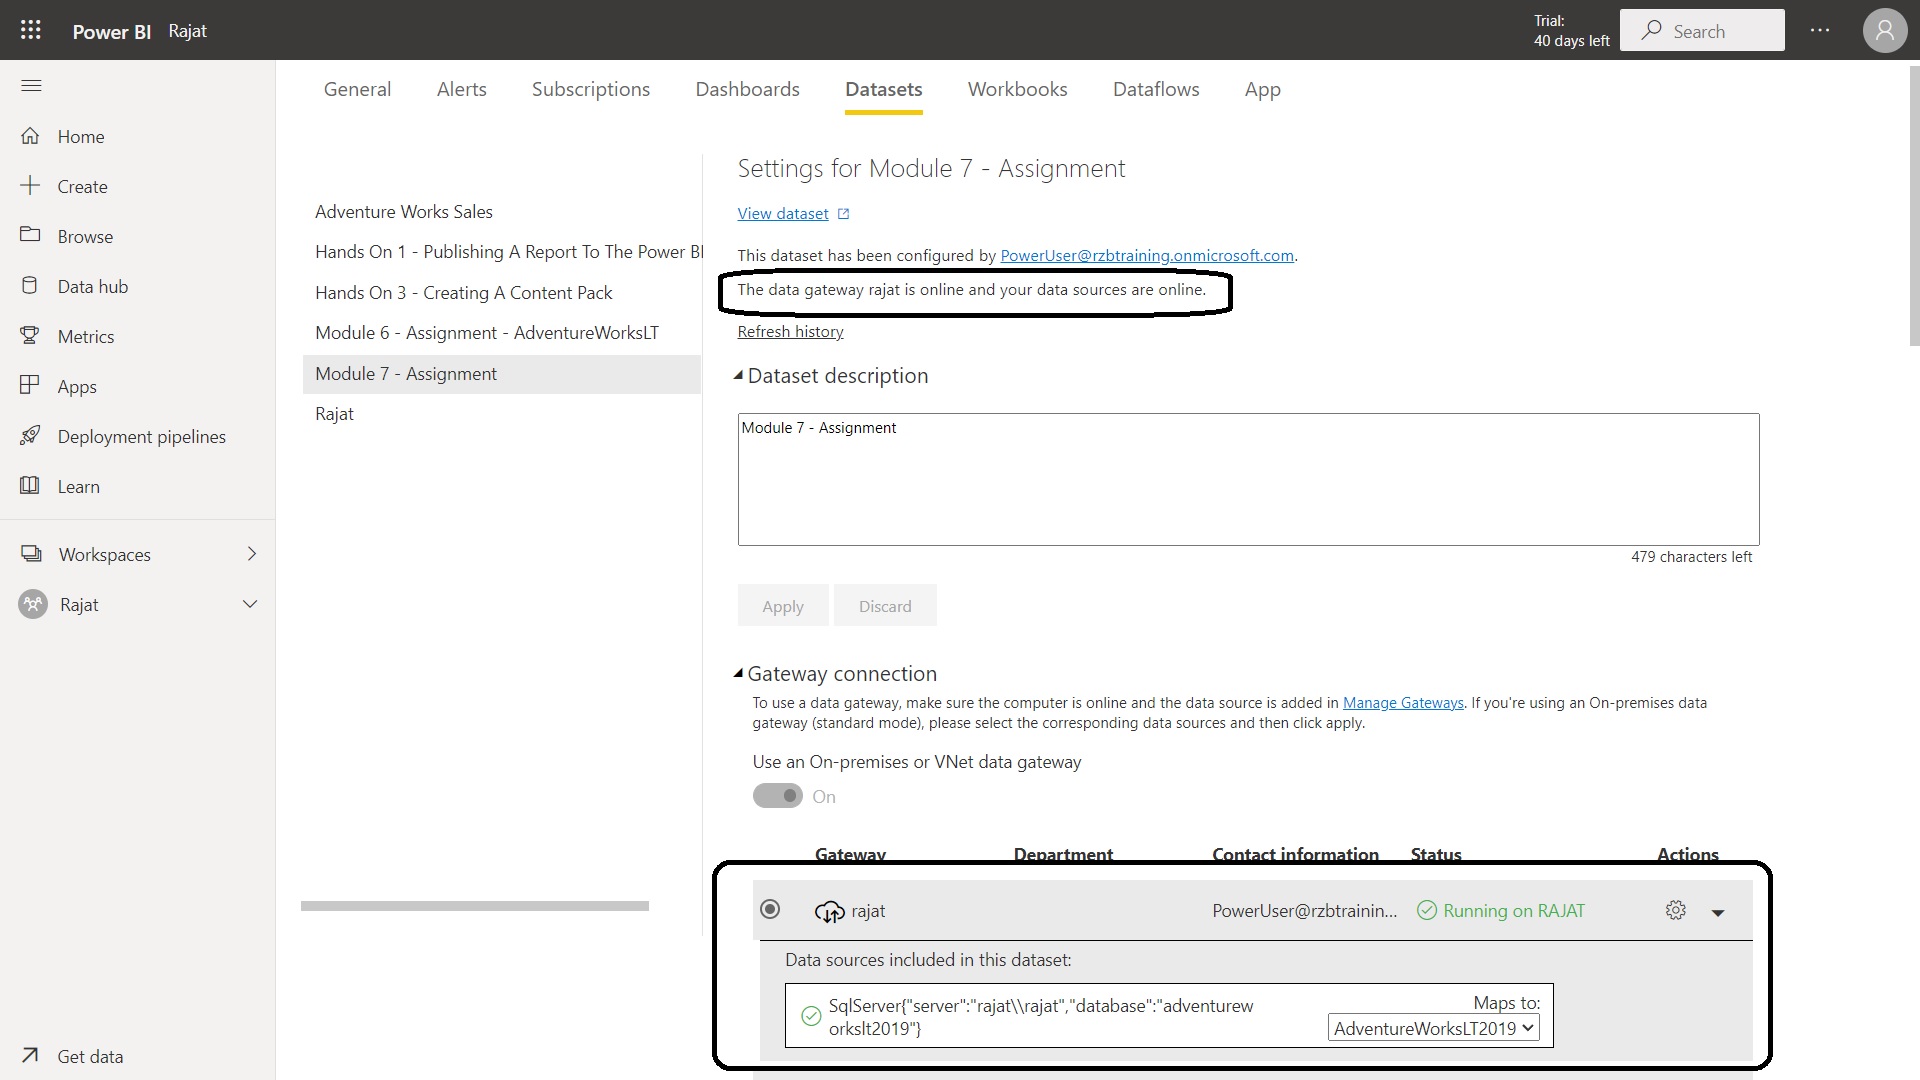 Power BI Rajat
Trial:
40 days left
Search
Home
Create
Browse
Data hub
Metrics
Apps
Deployment pipelines
Learn
Workspaces
Rajat
Get data
General Alerts Subscriptions Dashboards Datasets Workbooks Dataflows App
Adventure Works Sales
Hands On 1 - Publishing A Report To The Power BI
Hands On 3 - Creating A Content Pack
Module 6 - Assignment - AdventureWorksLT
Module 7 - Assignment
Rajat
Settings for Module 7 - Assignment
View dataset
This dataset has been configured by PowerUser@rzbtraining.onmicrosoft.com.
The data gateway rajat is online and your data sources are online.
Refresh history
Dataset description
Module 7 - Assignment
479 characters left
Apply Discard
Gateway connection
To use a data gateway, make sure the computer is online and the data source is added in Manage Gateways. If you're using an On-premises data
gateway (standard mode), please select the corresponding data sources and then click apply.
Use an On-premises or VNet data gateway
On
Gateway Department Contact information Status Actions
rajat PowerUser@rzbtrainin... Running on RAJAT
Data sources included in this dataset:
SqlServer{"server":"rajat\\rajat","database":"adventurew
orkslt2019"}
Maps to:
AdventureWorksLT2019